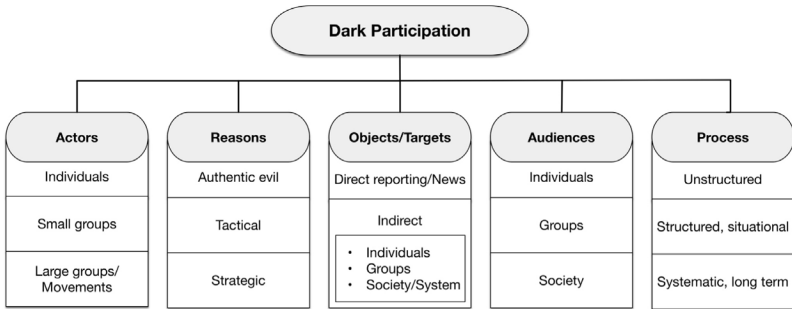 Dark Participation
Actors
Individuals
Small groups
Large groups/
Movements
Reasons
Authentic evil
Tactical
Strategic
Objects/Targets
Direct reporting/News
Indirect
• Individuals
• Groups
• Society/System
Audiences
Individuals
Groups
Society
Process
Unstructured
Structured, situational
Systematic, long term